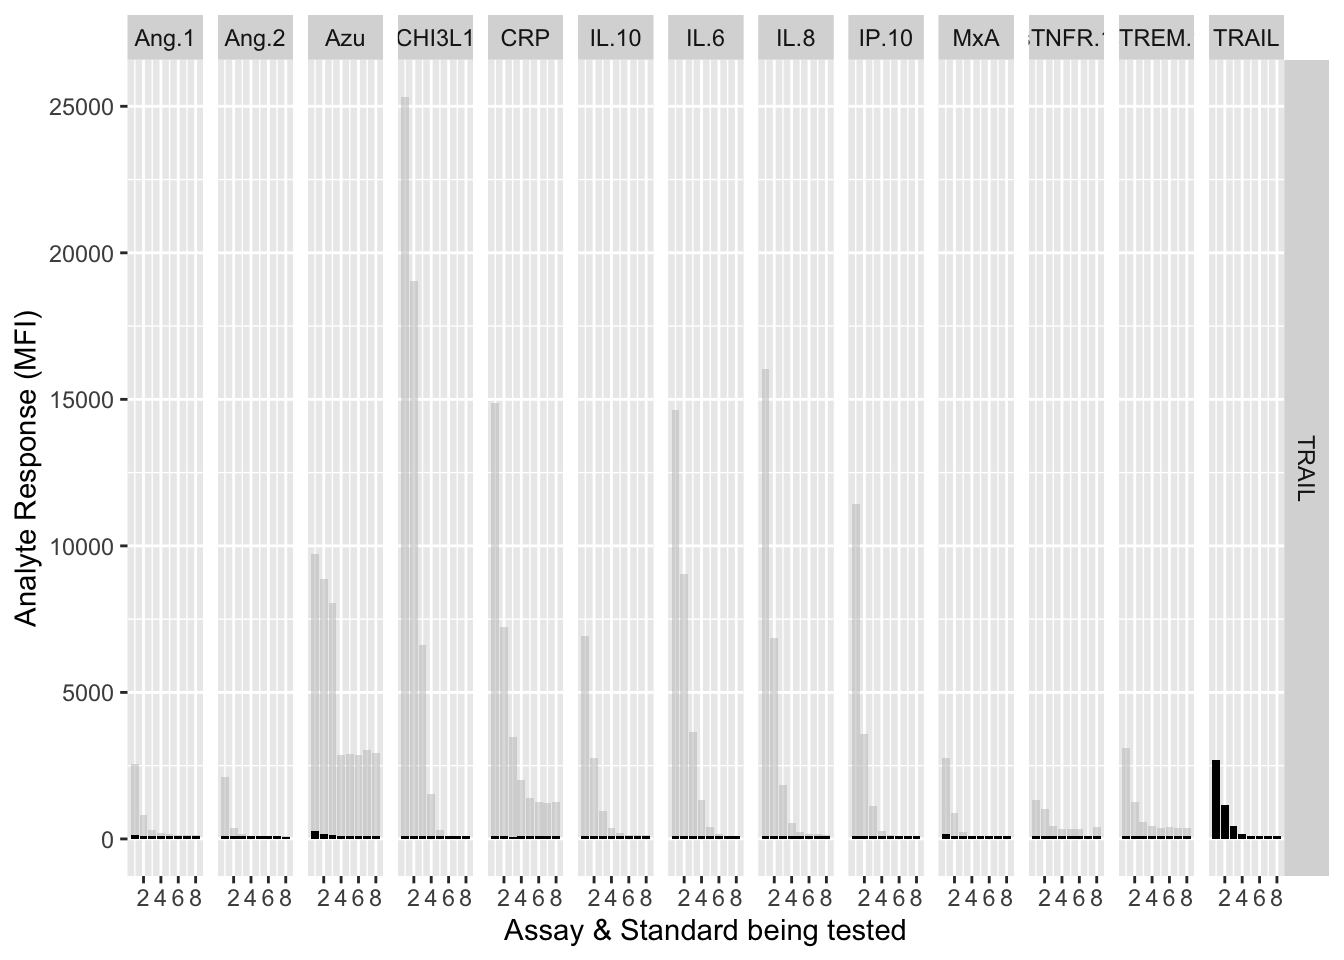 Ang.1 Ang.2 Azu CHI3L1 CRP IL.10 IL.6 IL.8 IP.10 MxA sTNFR.1 TREM. TRAIL
25000
20000
15000
10000
5000
0
Analyte Response (MFI)
TRAIL
2 4 6 8 2 4 6 8 2 4 6 8 2 4 6 8 2 4 6 8 2 4 6 8 2 4 6 8 2 4 6 8 2 4 6 8 2 4 6 8 2 4 6 8 2 4 6 8 2 4 6 8
Assay & Standard being tested